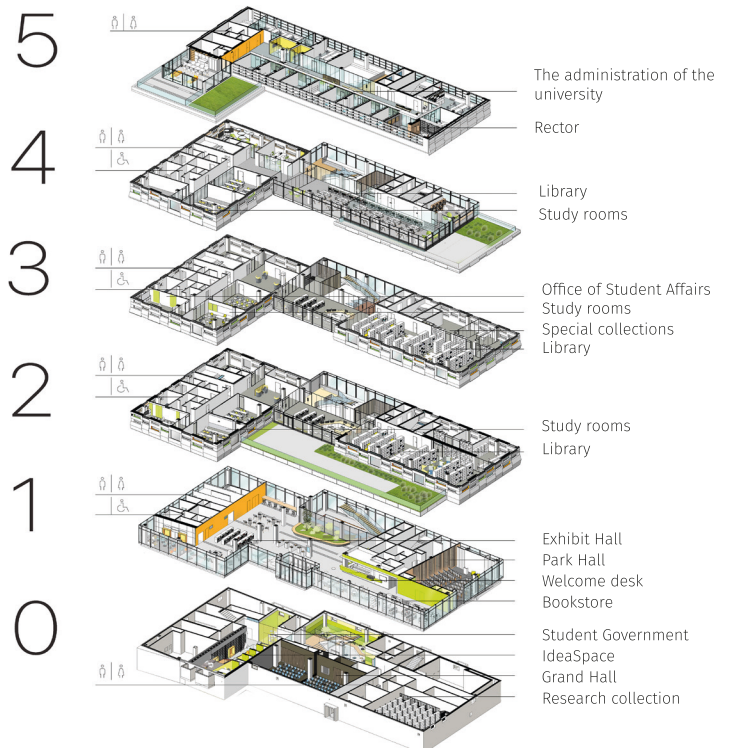 5
The administration of the
university
Rector
4
Library
Study rooms
3
Office of Student Affairs
Study rooms
Special collections
Library
2
Study rooms
Library
1
Exhibit Hall
Park Hall
Welcome desk
Bookstore
0
Student Government
IdeaSpace
Grand Hall
Research collection